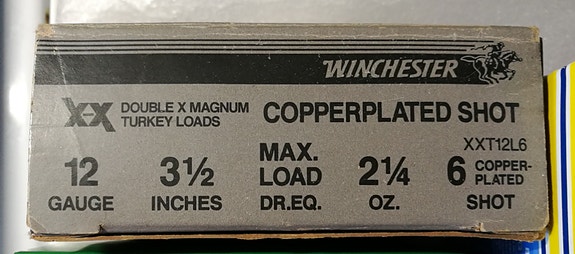 WINCHESTER
XX DOUBLE X MAGNUM
TURKEY LOADS
COPPERPLATED SHOT
XXT12L6
12
GAUGE
3½
INCHES
MAX.
LOAD
DR.EQ.
2¼
OZ.
6 COPPER-
PLATED
SHOT